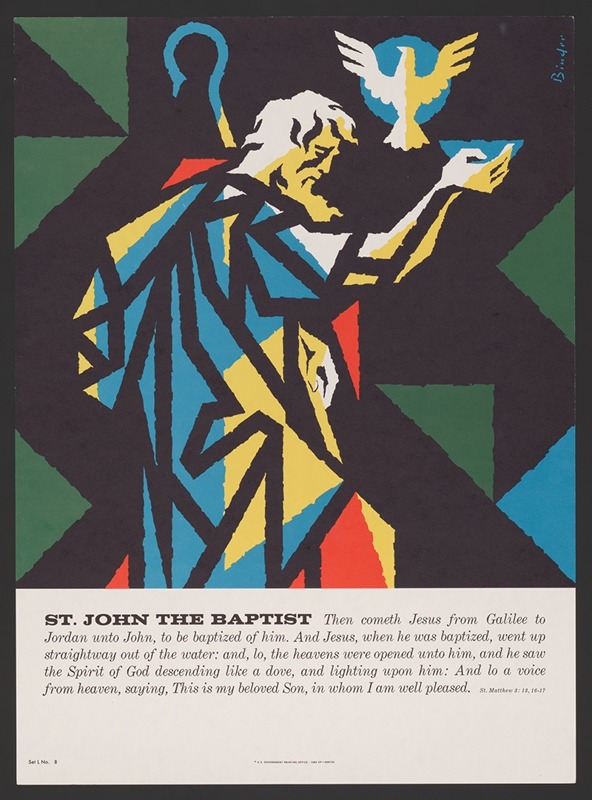 Binder
ST. JOHN THE BAPTIST Then cometh Jesus from Galilee to
Jordan unto John, to be baptized of him. And Jesus, when he was baptized, went up
straightway out of the water: and, lo, the heavens were opened unto him, and he saw
the Spirit of God descending like a dove, and lighting upon him: And lo a voice
from heaven, saying, This is my beloved Son, in whom I am well pleased. St. Matthew 3: 13, 16-17
Set I, No. 8
U.S. GOVERNMENT PRINTING OFFICE